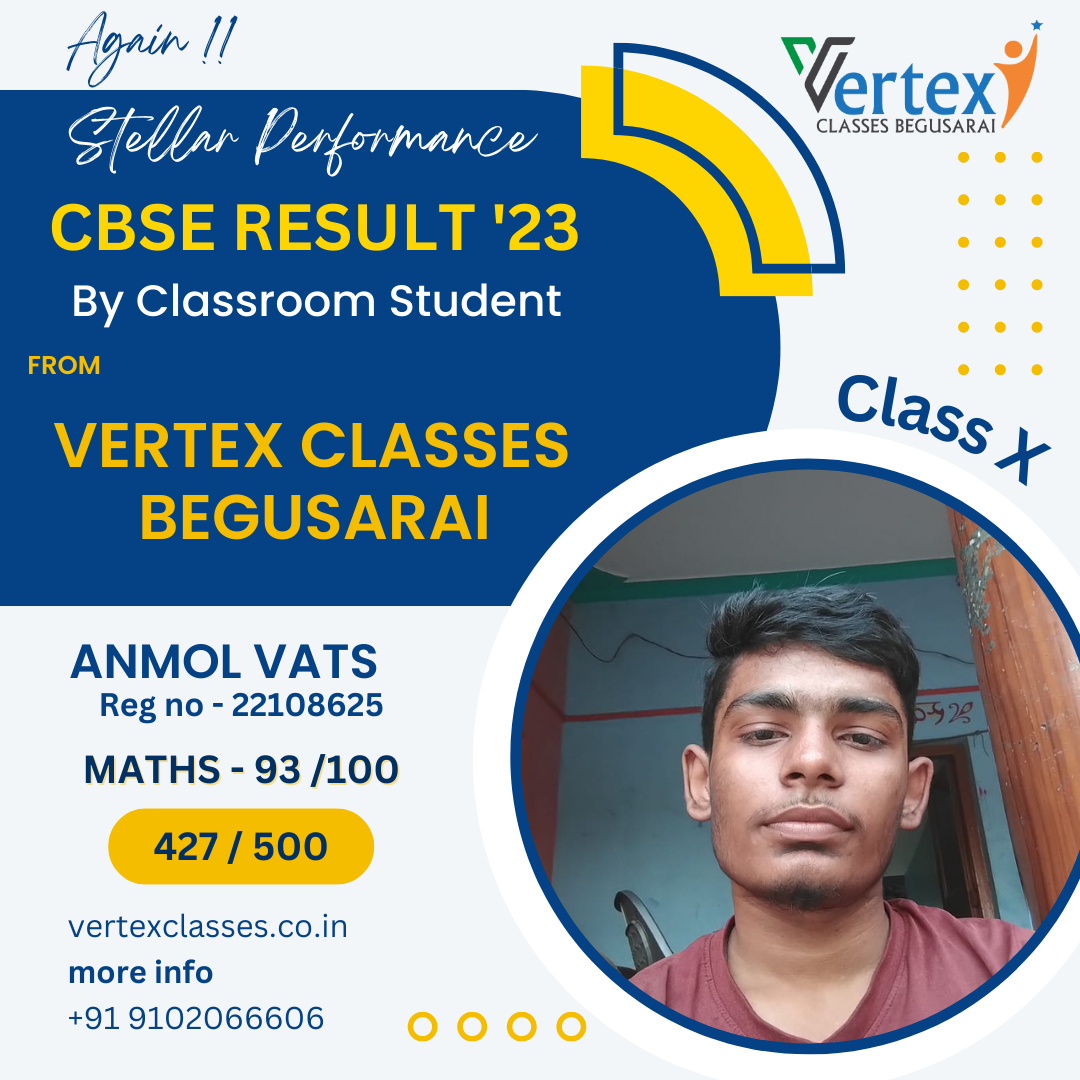 Again !!
Stellar Performance
CBSE RESULT '23
By Classroom Student
FROM
VERTEX CLASSES
BEGUSARAI
Vertex
CLASSES BEGUSARAI
Class X
ANMOL VATS
Reg no - 22108625
MATHS - 93 /100
427 / 500
vertexclasses.co.in
more info
+91 9102066606